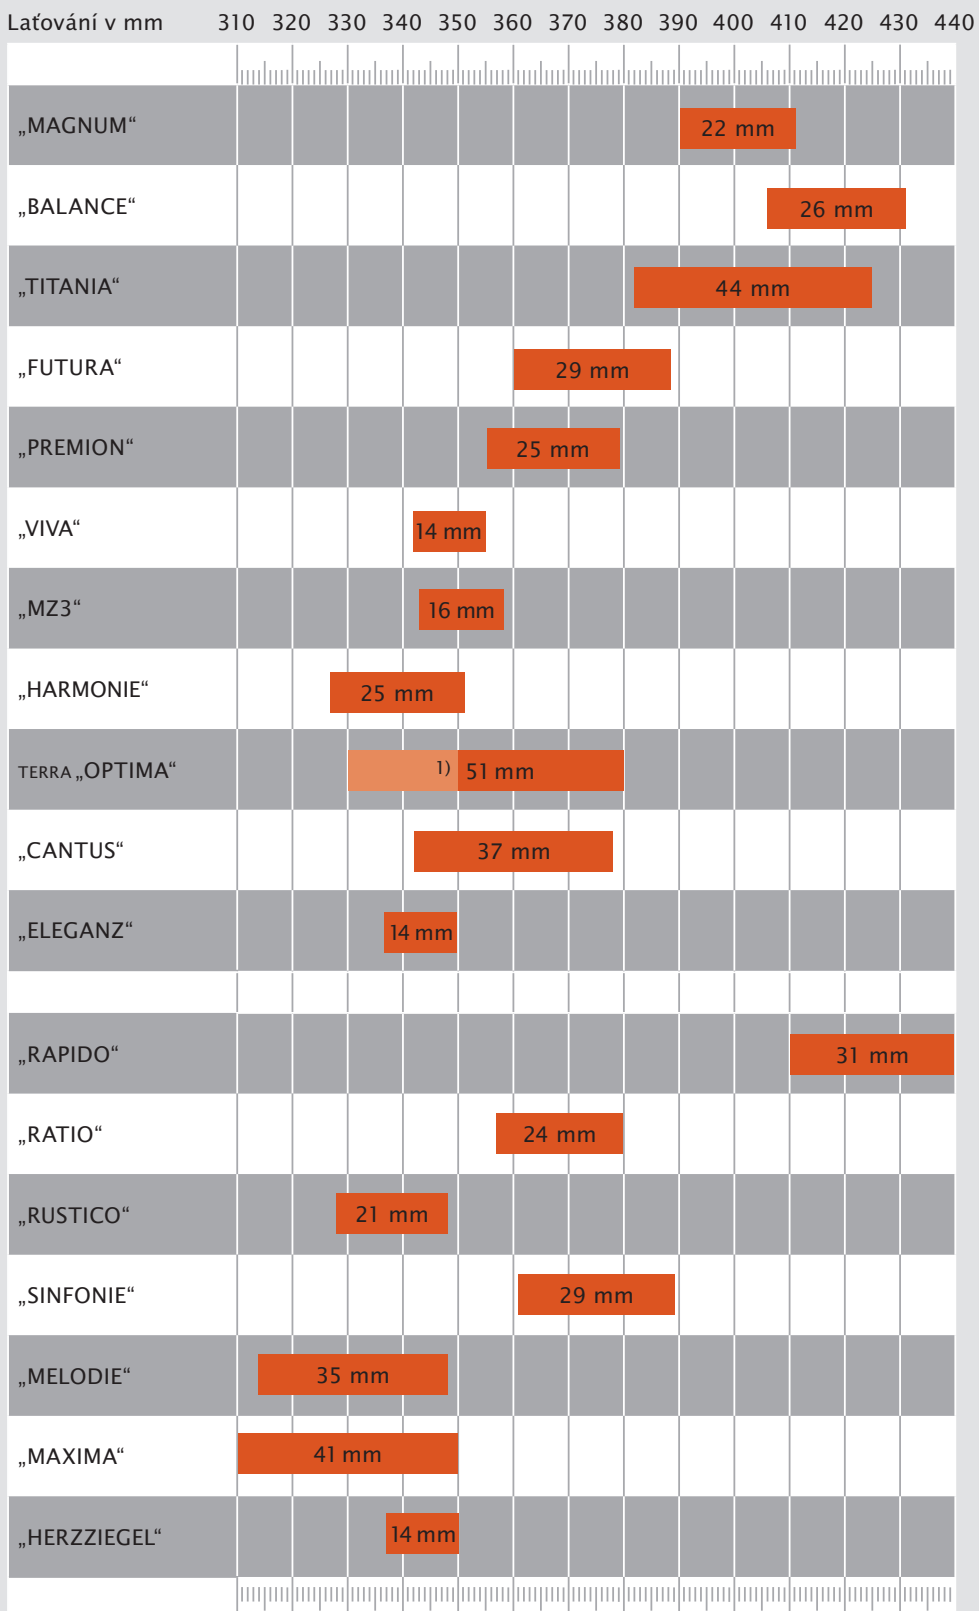 Laťování v mm 310 320 330 340 350 360 370 380 390 400 410 420 430 440
„MAGNUM“ 22 mm
„BALANCE“ 26 mm
„TITANIA“ 44 mm
„FUTURA“ 29 mm
„PREMION“ 25 mm
„VIVA“ 14 mm
„MZ3“ 16 mm
„HARMONIE“ 25 mm
TERRA „OPTIMA“ 1) 51 mm
„CANTUS“ 37 mm
„ELEGANZ“ 14 mm
„RAPIDO“ 31 mm
„RATIO“ 24 mm
„RUSTICO“ 21 mm
„SINFONIE“ 29 mm
„MELODIE“ 35 mm
„MAXIMA“ 41 mm
„HERZZIEGEL“ 14 mm